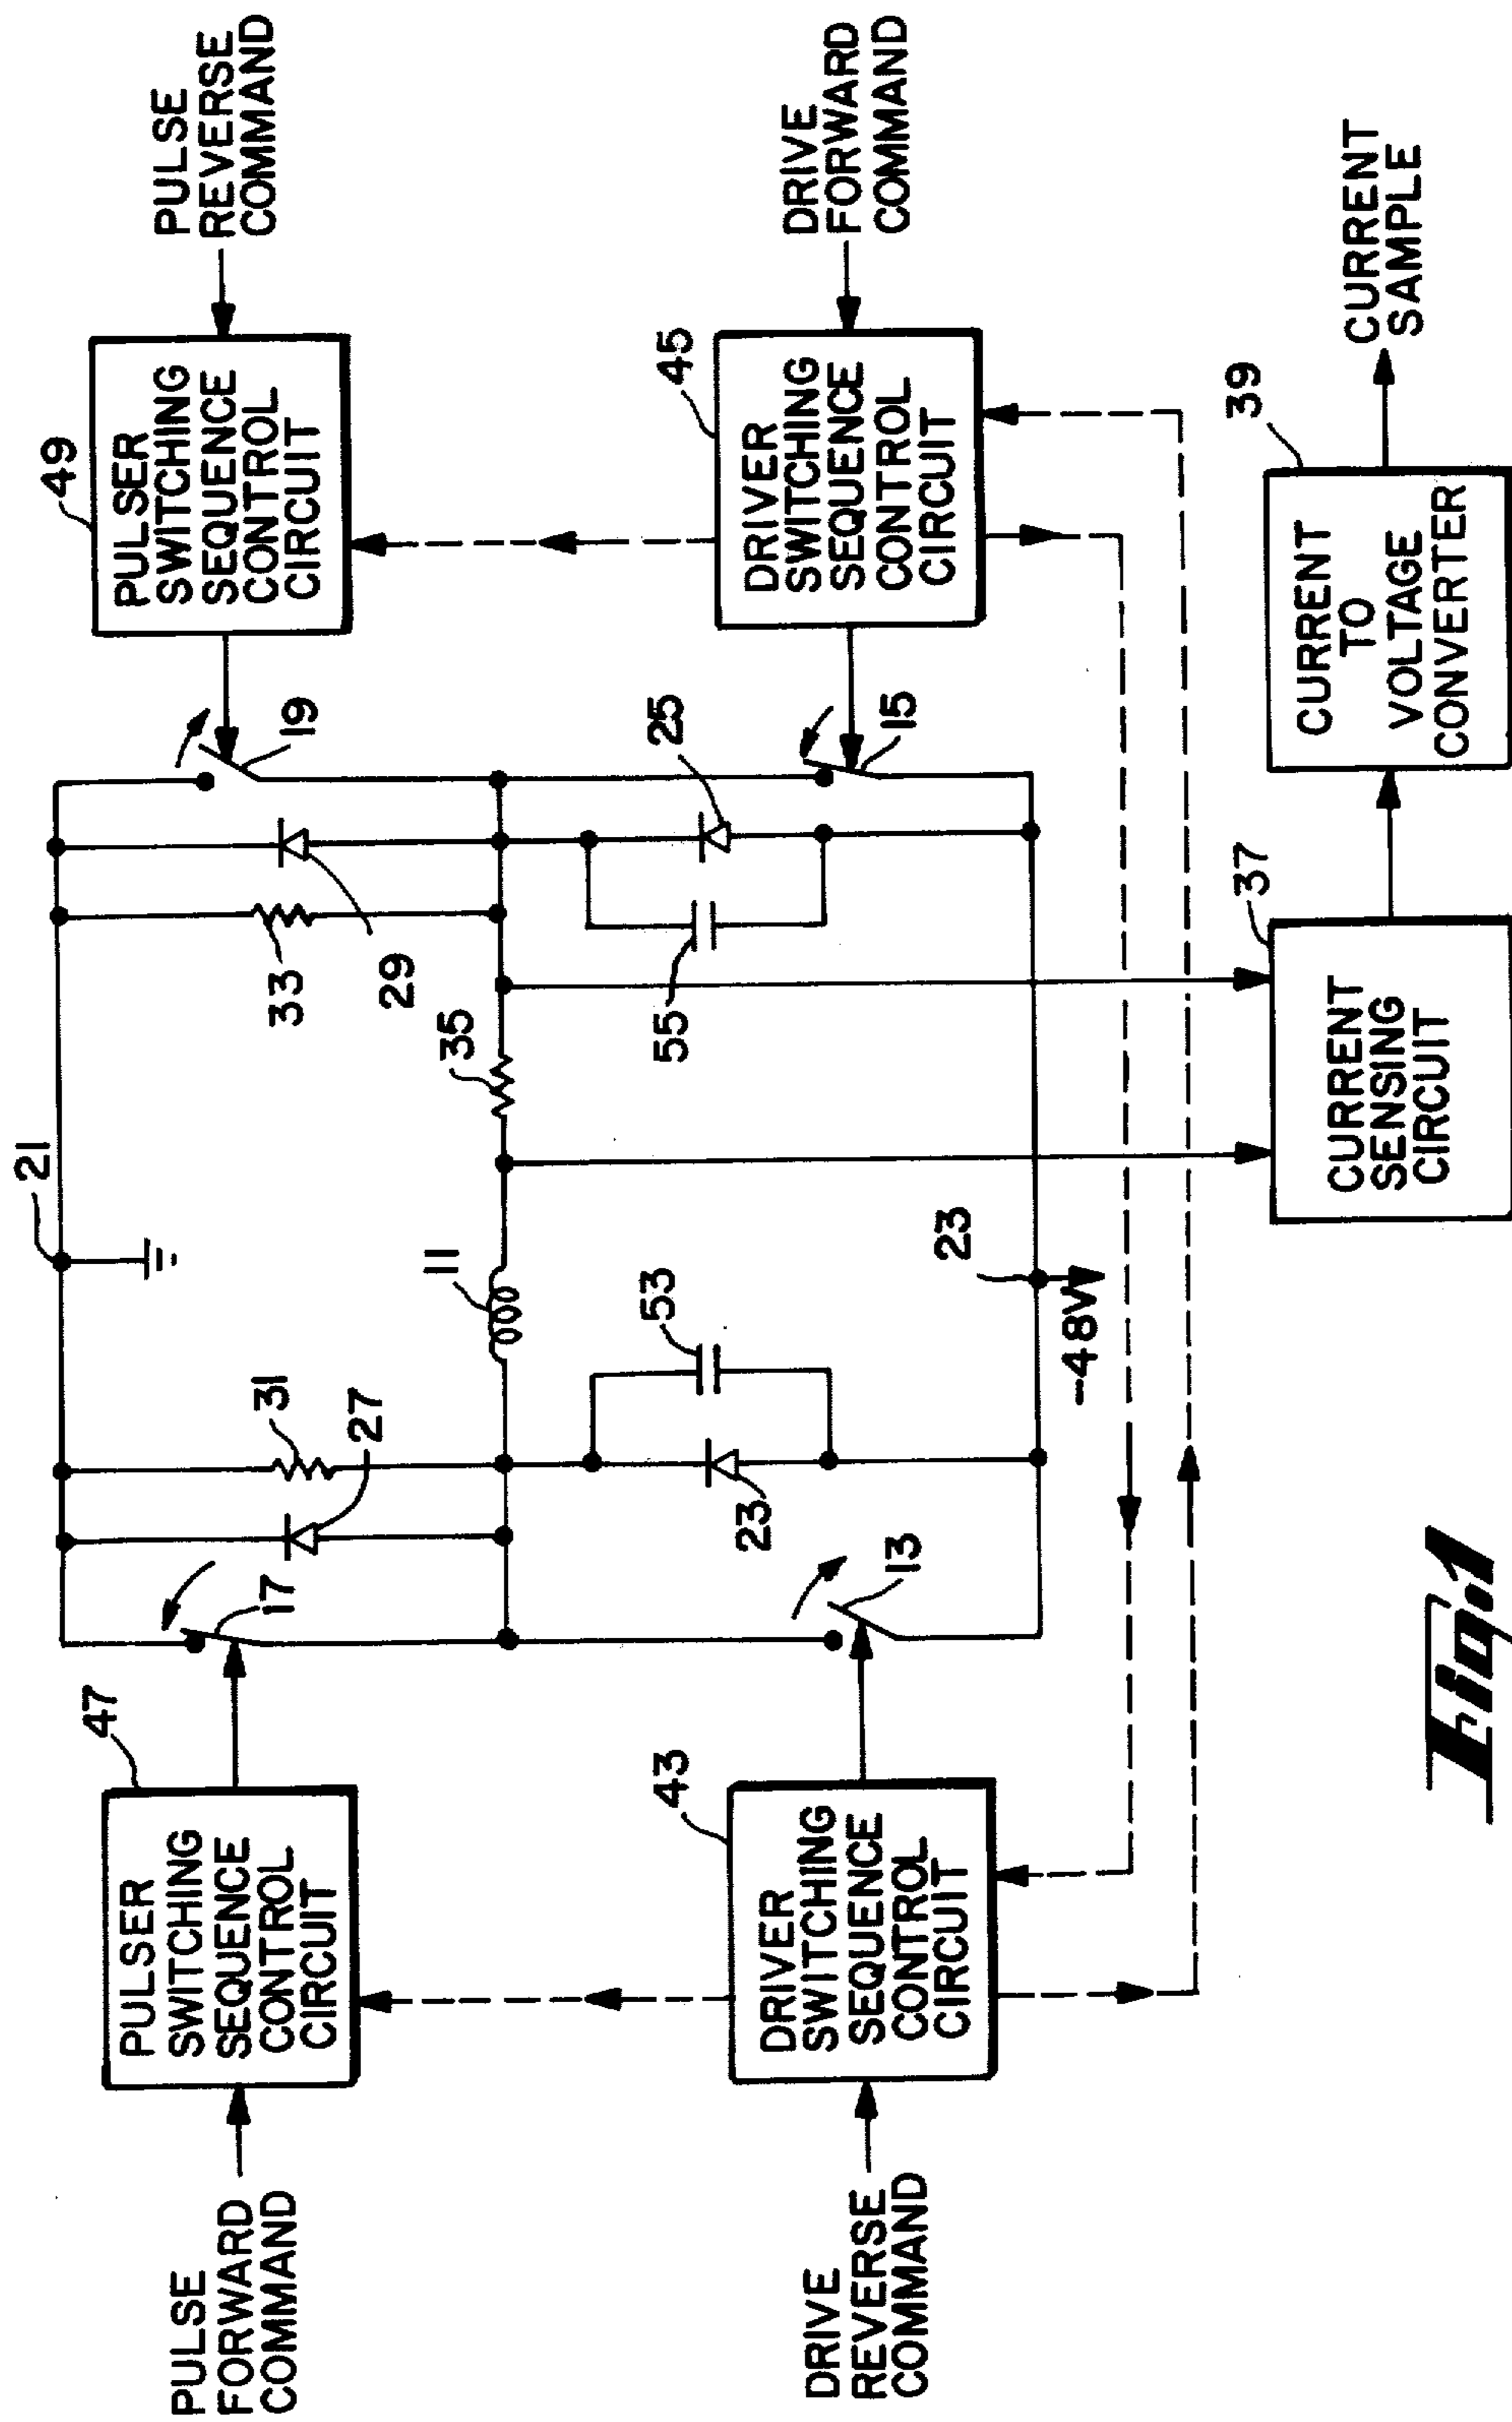 PULSE
FORWARD
COMMAND
47
PULSER
SWITCHING
SEQUENCE
CONTROL
CIRCUIT
17
27
31
21
11
35
33
29
19
49
PULSER
SWITCHING
SEQUENCE
CONTROL
CIRCUIT
PULSE
REVERSE
COMMAND
DRIVE
REVERSE
COMMAND
43
DRIVER
SWITCHING
SEQUENCE
CONTROL
CIRCUIT
13
23
53
23
-48V
55
25
15
45
DRIVER
SWITCHING
SEQUENCE
CONTROL
CIRCUIT
DRIVE
FORWARD
COMMAND
37
CURRENT
SENSING
CIRCUIT
39
CURRENT
TO
VOLTAGE
CONVERTER
CURRENT
SAMPLE
Fig.1